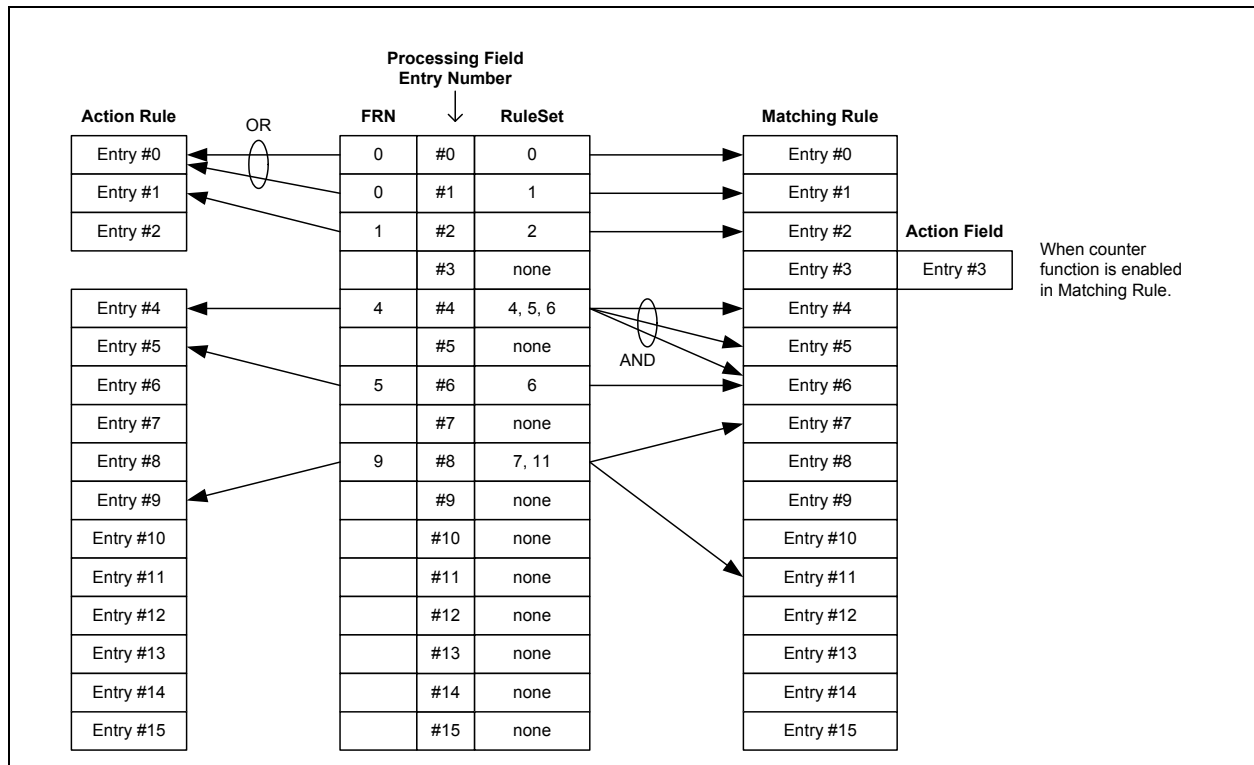 Processing Field
Entry Number
Action Rule FRN RuleSet Matching Rule
OR
Entry #0 0 #0 0 Entry #0
Entry #1 0 #1 1 Entry #1
Entry #2 1 #2 2 Entry #2 Action Field
#3 none Entry #3 Entry #3
When counter
function is enabled
in Matching Rule.
Entry #4 4 #4 4, 5, 6 Entry #4
Entry #5 #5 none Entry #5
AND
Entry #6 5 #6 6 Entry #6
Entry #7 #7 none Entry #7
Entry #8 9 #8 7, 11 Entry #8
Entry #9 #9 none Entry #9
Entry #10 #10 none Entry #10
Entry #11 #11 none Entry #11
Entry #12 #12 none Entry #12
Entry #13 #13 none Entry #13
Entry #14 #14 none Entry #14
Entry #15 #15 none Entry #15